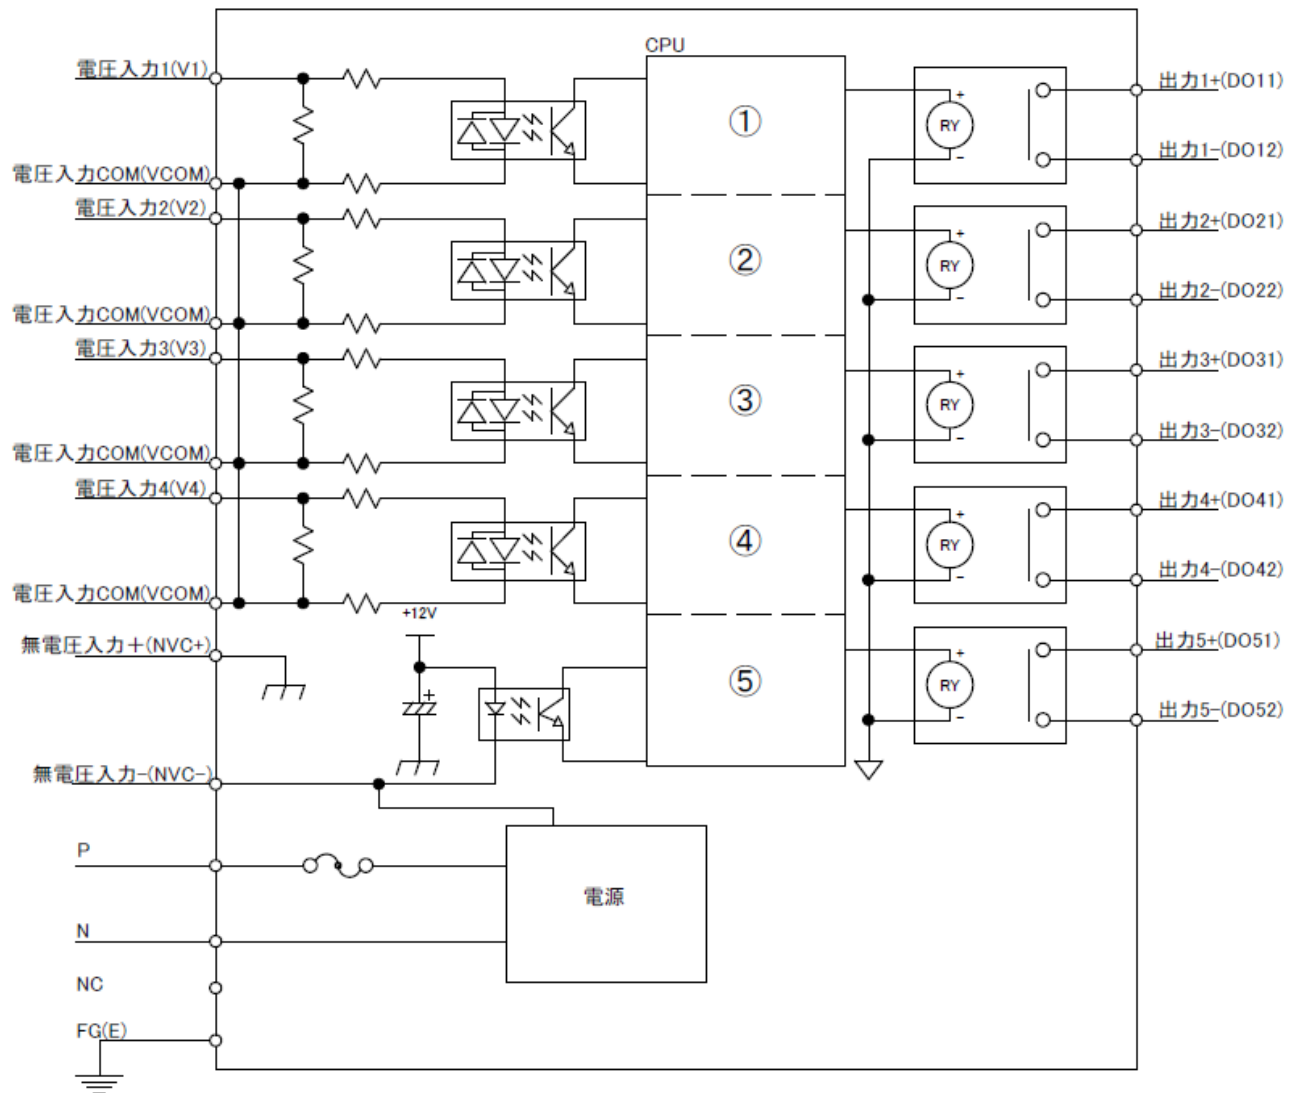 CPU
電圧入力1(V1)
電圧入力COM(VCOM)
電圧入力2(V2)
電圧入力COM(VCOM)
電圧入力3(V3)
電圧入力COM(VCOM)
電圧入力4(V4)
電圧入力COM(VCOM)
無電圧入力＋(NVC+)
無電圧入力-(NVC-)
P
N
NC
FG(E)
+12V
+
①
②
③
④
⑤
電源
+
RY
-
+
RY
-
+
RY
-
+
RY
-
+
RY
-
出力1+(DO11)
出力1-(DO12)
出力2+(DO21)
出力2-(DO22)
出力3+(DO31)
出力3-(DO32)
出力4+(DO41)
出力4-(DO42)
出力5+(DO51)
出力5-(DO52)